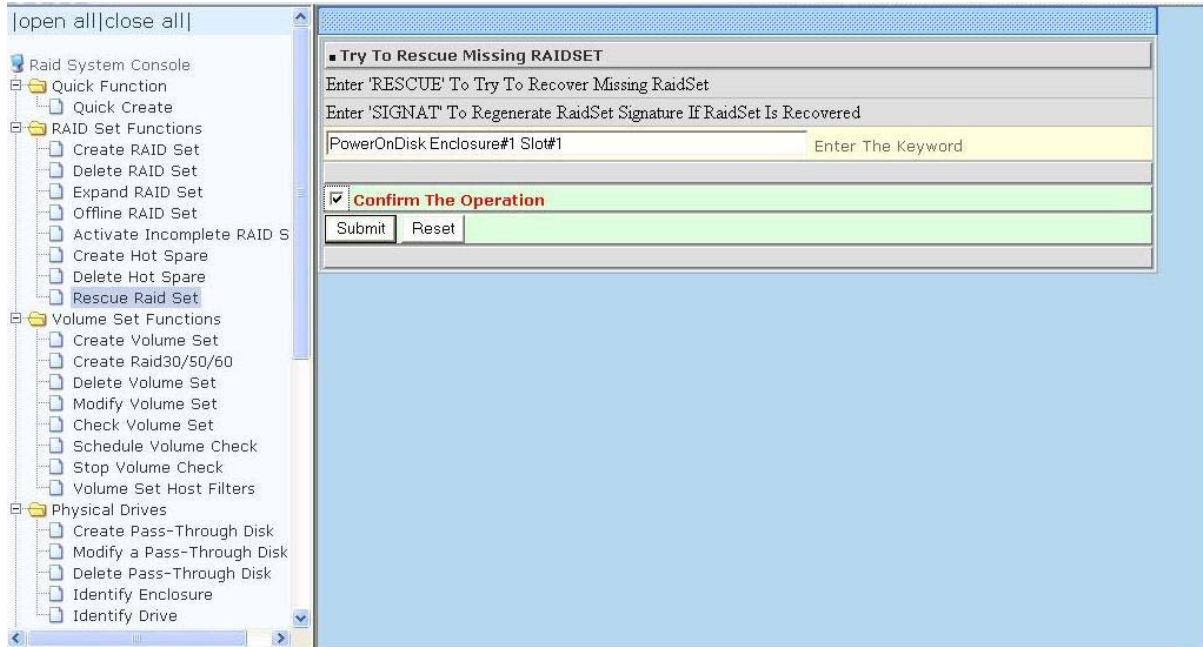 |open all|close all|
Raid System Console
Quick Function
Quick Create
RAID Set Functions
Create RAID Set
Delete RAID Set
Expand RAID Set
Offline RAID Set
Activate Incomplete RAID S
Create Hot Spare
Delete Hot Spare
Rescue Raid Set
Volume Set Functions
Create Volume Set
Create Raid30/50/60
Delete Volume Set
Modify Volume Set
Check Volume Set
Schedule Volume Check
Stop Volume Check
Volume Set Host Filters
Physical Drives
Create Pass-Through Disk
Modify a Pass-Through Disk
Delete Pass-Through Disk
Identify Enclosure
Identify Drive
Try To Rescue Missing RAIDSET
Enter 'RESCUE' To Try To Recover Missing RaidSet
Enter 'SIGNAT' To Regenerate RaidSet Signature If RaidSet Is Recovered
PowerOnDisk Enclosure#1 Slot#1 Enter The Keyword
Confirm The Operation
Submit Reset